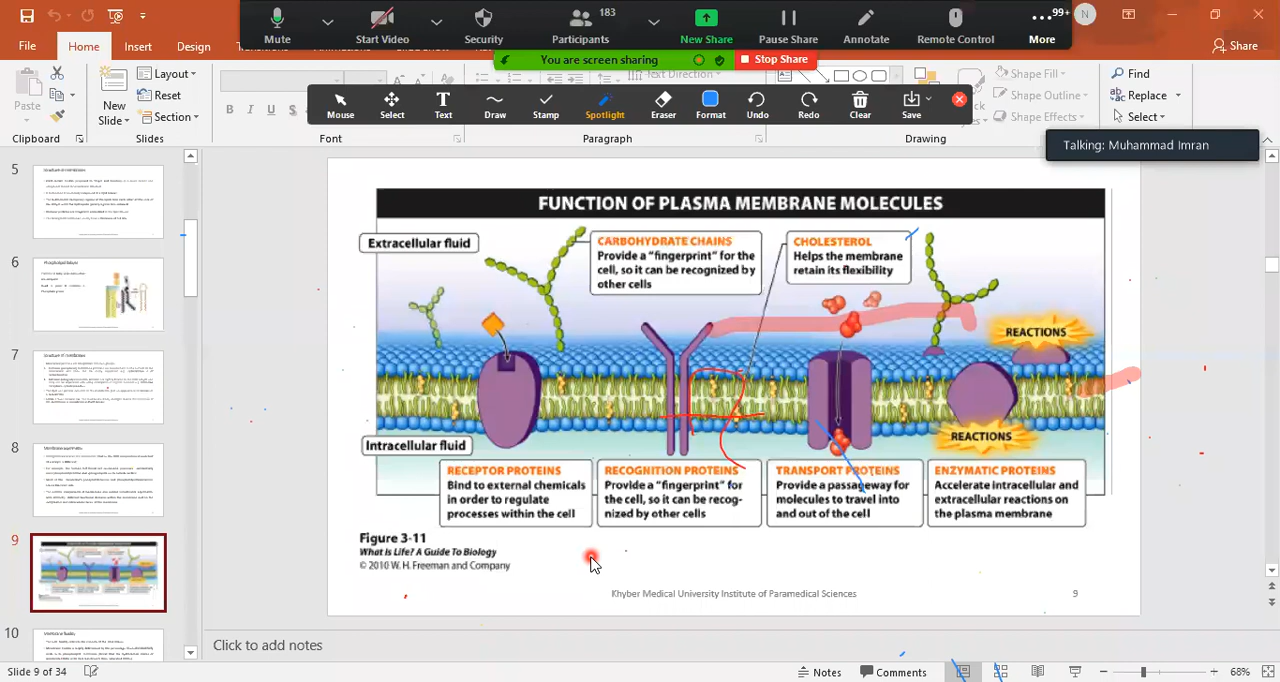 183
99+
N
Mute
Start Video
Security
Participants
New Share
Pause Share
Annotate
Remote Control
More
File
Home
Insert
Design
Share
You are screen sharing
Stop Share
Paste
New
Slide
Layout
Reset
Section
B I U S
Text Direction
Shape Fill
Shape Outline
Shape Effects
Find
Replace
Select
Mouse
Select
Text
Draw
Stamp
Spotlight
Eraser
Format
Undo
Redo
Clear
Save
Clipboard
Slides
Font
Paragraph
Drawing
Talking: Muhammad Imran
5
6
7
8
9
10
FUNCTION OF PLASMA MEMBRANE MOLECULES
Extracellular fluid
CARBOHYDRATE CHAINS
Provide a “fingerprint” for the
cell, so it can be recognized by
other cells
CHOLESTEROL
Helps the membrane
retain its flexibility
REACTIONS
REACTIONS
Intracellular fluid
RECEPTOR PROTEINS
Bind to external chemicals
in order to regulate
processes within the cell
RECOGNITION PROTEINS
Provide a “fingerprint” for
the cell, so it can be recog-
nized by other cells
TRANSPORT PROTEINS
Provide a passageway for
molecules to travel into
and out of the cell
ENZYMATIC PROTEINS
Accelerate intracellular and
extracellular reactions on
the plasma membrane
Figure 3-11
What Is Life? A Guide To Biology
© 2010 W. H. Freeman and Company
Khyber Medical University Institute of Paramedical Sciences
9
Click to add notes
Slide 9 of 34
Notes
Comments
68%